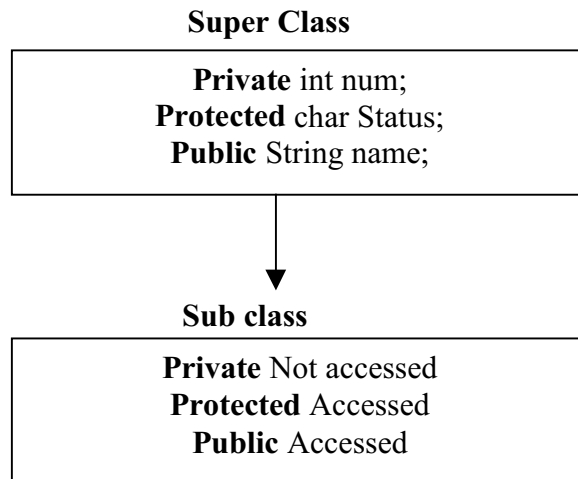 Super Class
Private int num;
Protected char Status;
Public String name;
Sub class
Private Not accessed
Protected Accessed
Public Accessed